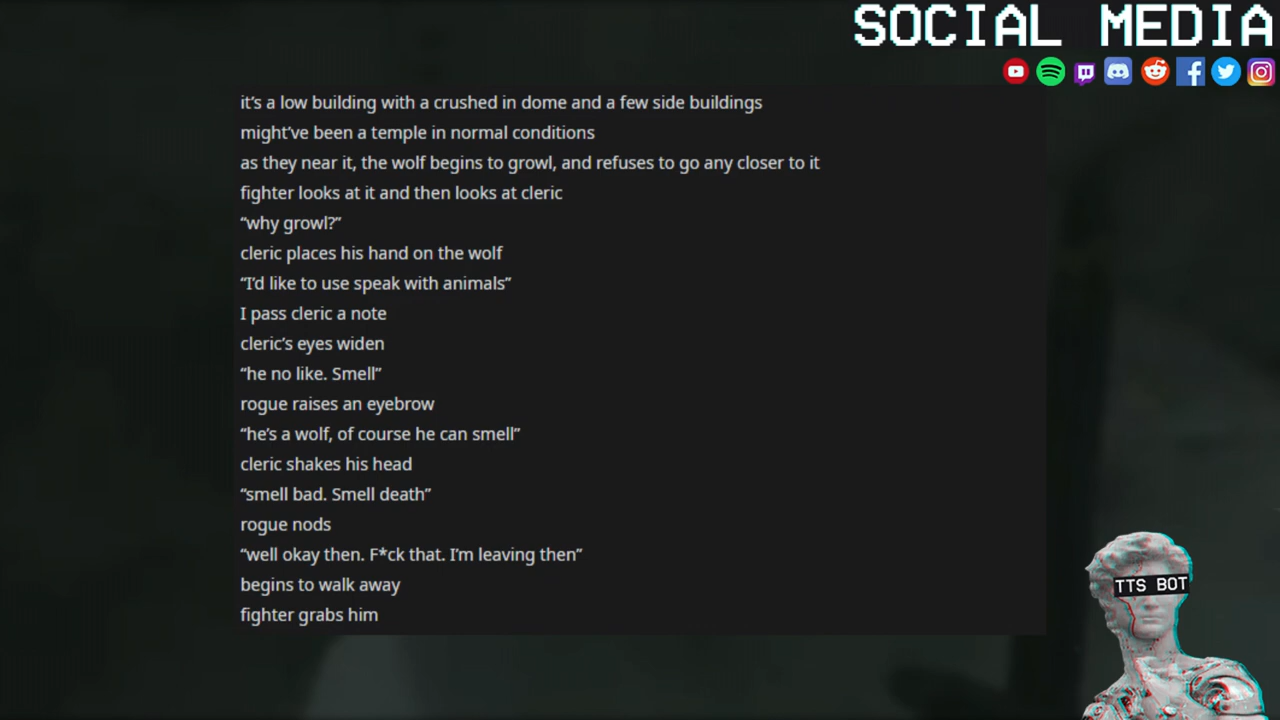 SOCIAL MEDIA
it's a low building with a crushed in dome and a few side buildings
might've been a temple in normal conditions
as they near it, the wolf begins to growl, and refuses to go any closer to it
fighter looks at it and then looks at cleric
“why growl?”
cleric places his hand on the wolf
“I'd like to use speak with animals”
I pass cleric a note
cleric's eyes widen
“he no like. Smell”
rogue raises an eyebrow
“he's a wolf, of course he can smell”
cleric shakes his head
“smell bad. Smell death”
rogue nods
“well okay then. F*ck that. I'm leaving then”
begins to walk away
fighter grabs him
TTS BOT